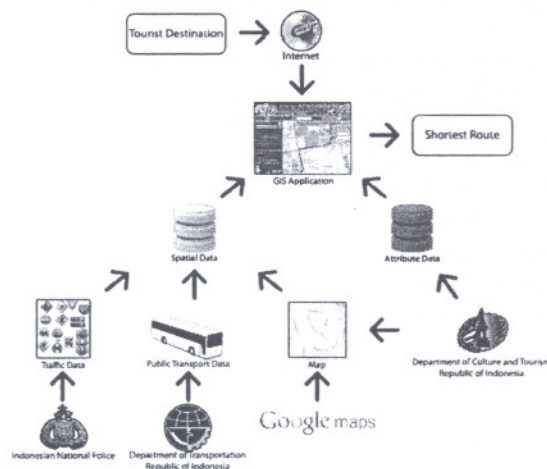 Tourist Destination
Internet
Shortest Route
GIS Application
Spatial Data
Attribute Data
Traffic Data
Public Transport Data
Map
Department of Culture and Tourism
Republic of Indonesia
Google maps
Indonesian National Police
Department of Transportation
Republic of Indonesia